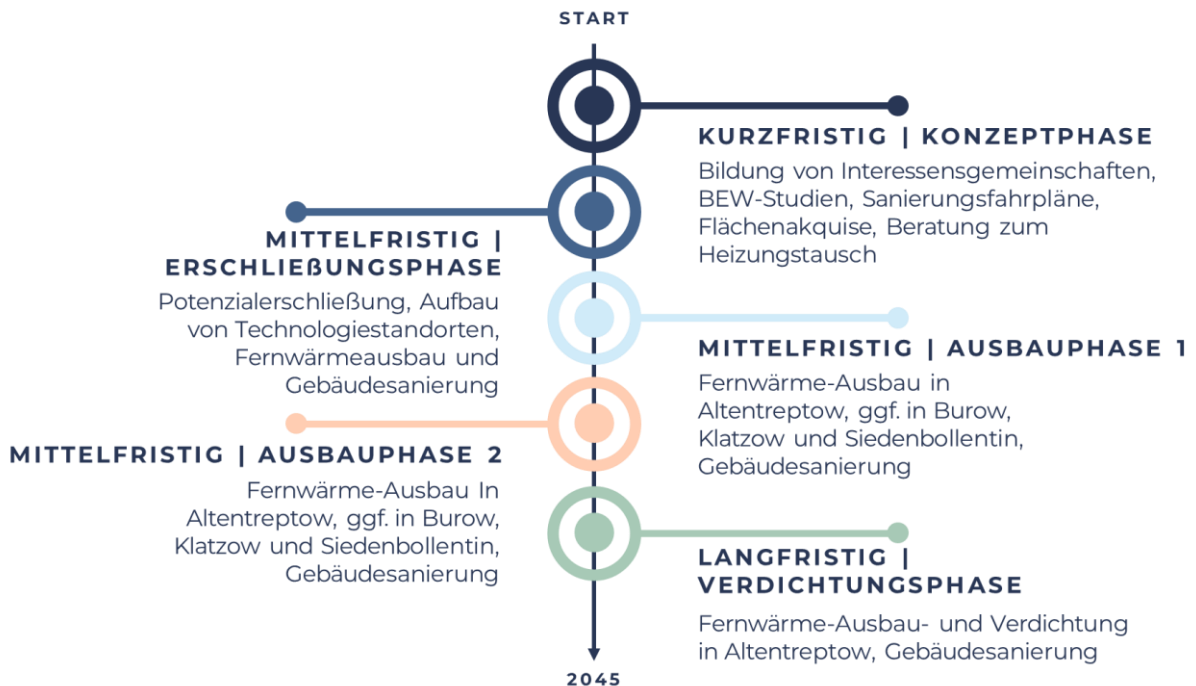 START
KURZFRISTIG | KONZEPTPHASE
Bildung von Interessensgemeinschaften,
BEW-Studien, Sanierungsfahrpläne,
Flächenakquise, Beratung zum
Heizungstausch
MITTELFRISTIG |
ERSCHLIEßUNGSPHASE
Potenzialerschließung, Aufbau
von Technologiestandorten,
Fernwärmeausbau und
Gebäudesanierung
MITTELFRISTIG | AUSBAUPHASE 1
Fernwärme-Ausbau in
Altentreptow, ggf. in Burow,
Klatzow und Siedenbollentin,
Gebäudesanierung
MITTELFRISTIG | AUSBAUPHASE 2
Fernwärme-Ausbau In
Altentreptow, ggf. in Burow,
Klatzow und Siedenbollentin,
Gebäudesanierung
LANGFRISTIG |
VERDICHTUNGSPHASE
Fernwärme-Ausbau- und Verdichtung
in Altentreptow, Gebäudesanierung
2045